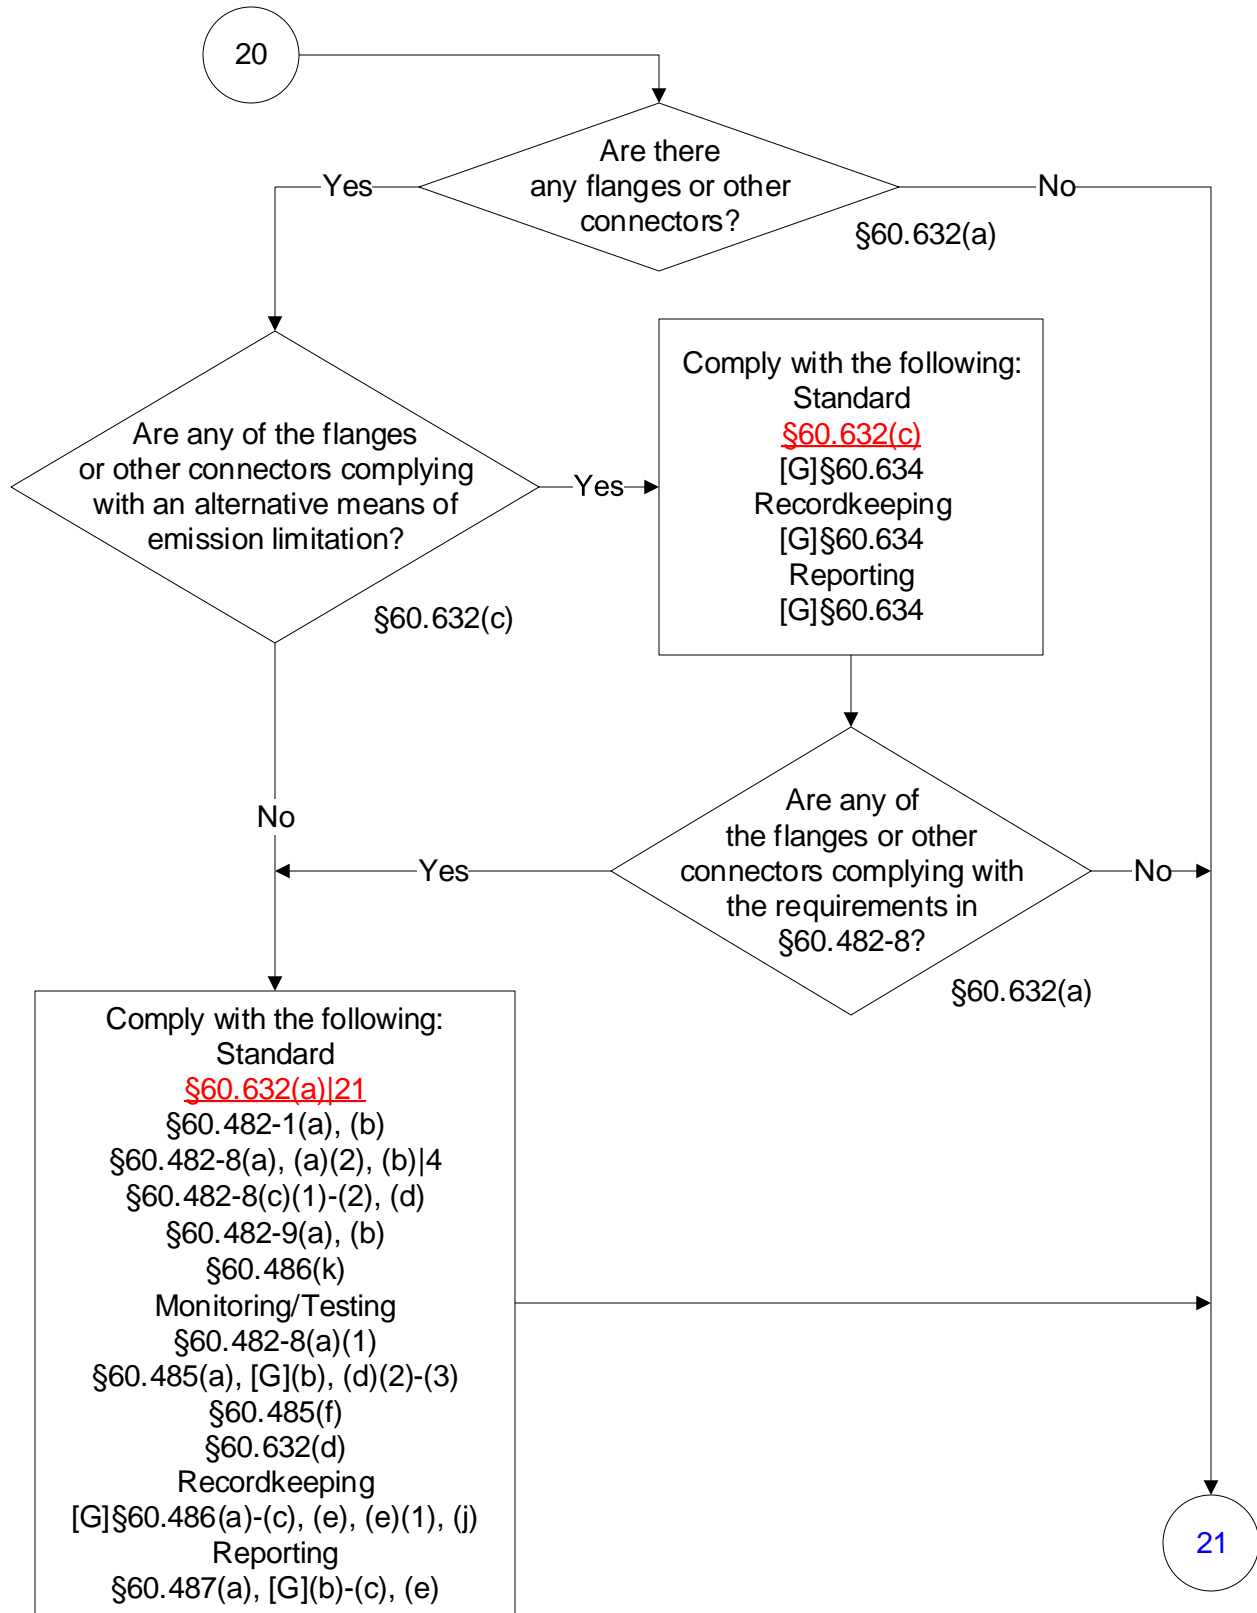 20
Are there
any flanges or other
connectors?
Yes
No
§60.632(a)
Are any of the flanges
or other connectors complying
with an alternative means of
emission limitation?
Yes
§60.632(c)
Comply with the following:
Standard
§60.632(c)
[G]§60.634
Recordkeeping
[G]§60.634
Reporting
[G]§60.634
No
Are any of
the flanges or other
connectors complying with
the requirements in
§60.482-8?
Yes
No
§60.632(a)
Comply with the following:
Standard
§60.632(a)|21
§60.482-1(a), (b)
§60.482-8(a), (a)(2), (b)|4
§60.482-8(c)(1)-(2), (d)
§60.482-9(a), (b)
§60.486(k)
Monitoring/Testing
§60.482-8(a)(1)
§60.485(a), [G](b), (d)(2)-(3)
§60.485(f)
§60.632(d)
Recordkeeping
[G]§60.486(a)-(c), (e), (e)(1), (j)
Reporting
§60.487(a), [G](b)-(c), (e)
21